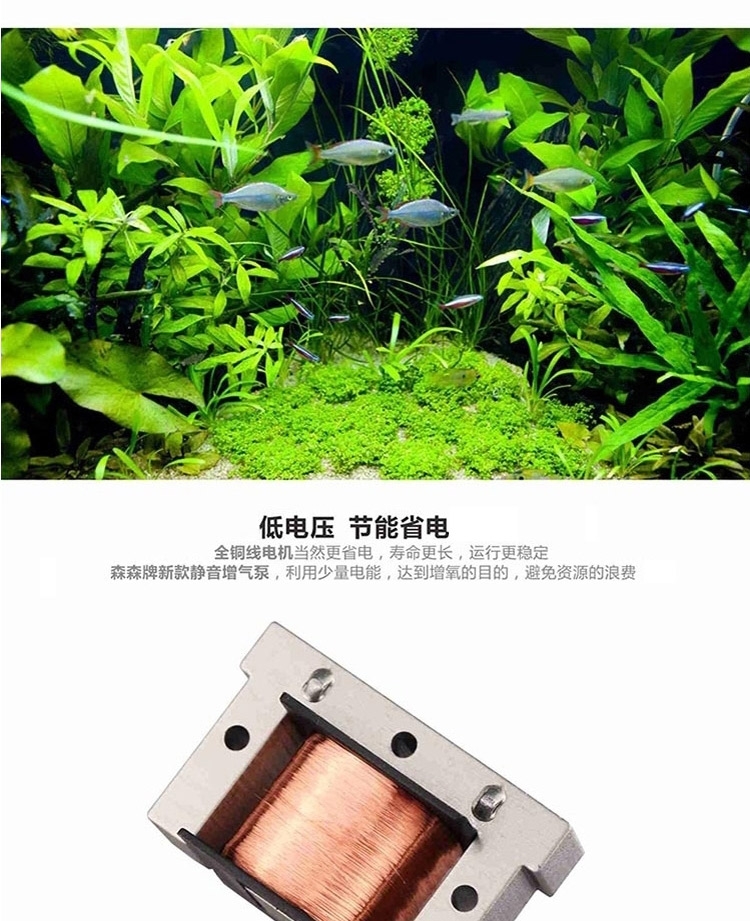 低电压 节能省电
全铜线电机当然更省电，寿命更长，运行更稳定
森森牌新款静音增气泵，利用少量电能，达到增氧的目的，避免资源的浪费